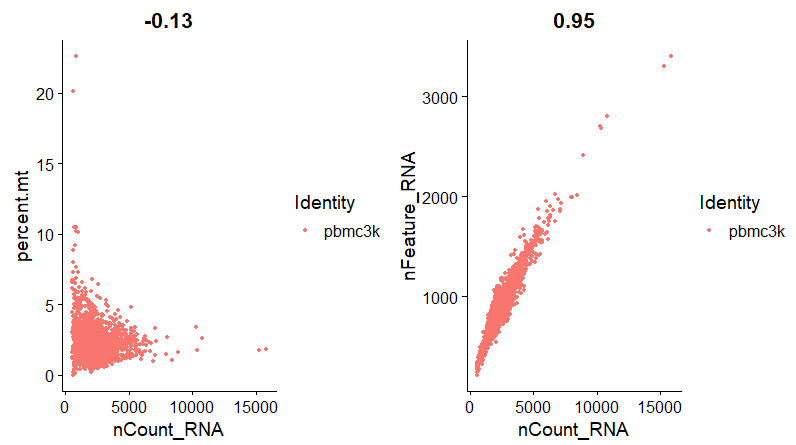 -0.13
percent.mt
20
15
10
5
0
0 5000 10000 15000
nCount_RNA
Identity
pbmc3k
0.95
nFeature_RNA
3000
2000
1000
0 5000 10000 15000
nCount_RNA
Identity
pbmc3k